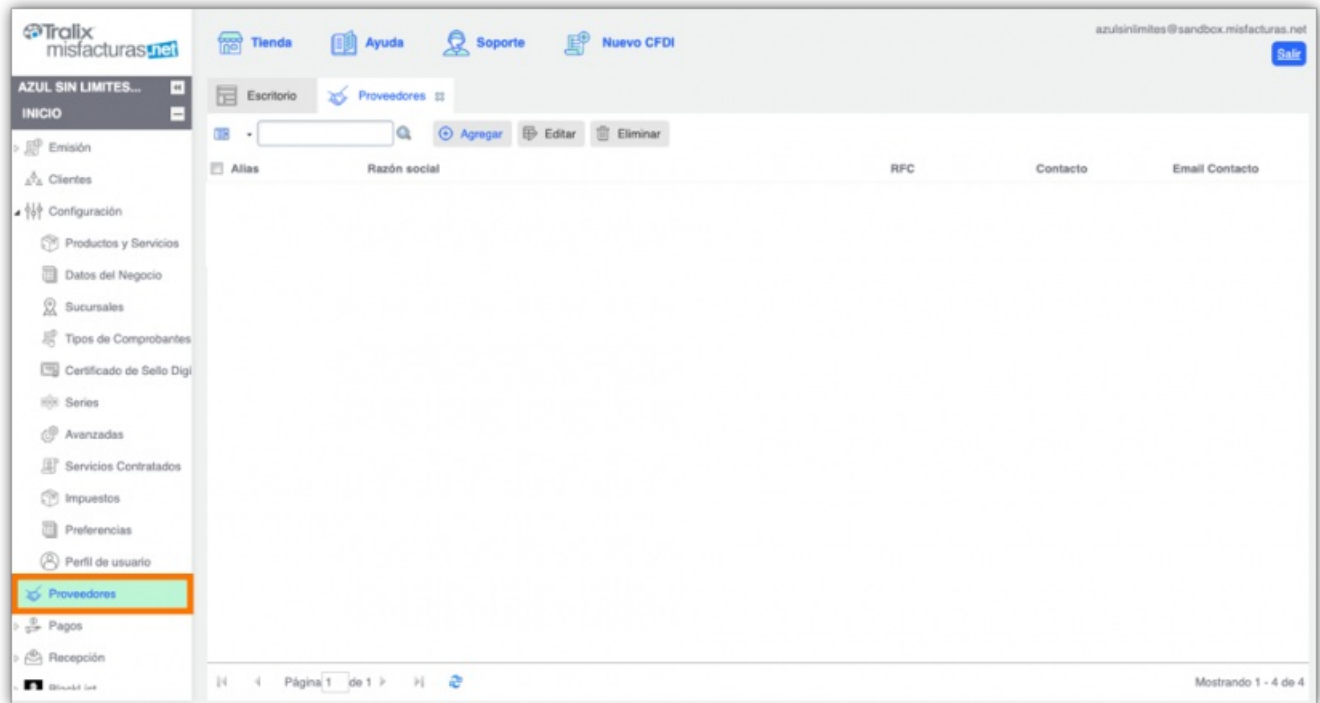 Tralix
misfacturas.net
Tienda
Ayuda
Soporte
Nuevo CFDI
azulsinlimites@sandbox.misfacturas.net
Salir
AZUL SIN LIMITES...
INICIO
Escritorio
Proveedores
Agregar
Editar
Eliminar
Alias
Razón social
RFC
Contacto
Email Contacto
Emisión
Clientes
Configuración
Productos y Servicios
Datos del Negocio
Sucursales
Tipos de Comprobantes
Certificado de Sello Digi
Series
Avanzadas
Servicios Contratados
Impuestos
Preferencias
Perfil de usuario
Proveedores
Pagos
Recepción
Página 1 de 1
Mostrando 1 - 4 de 4